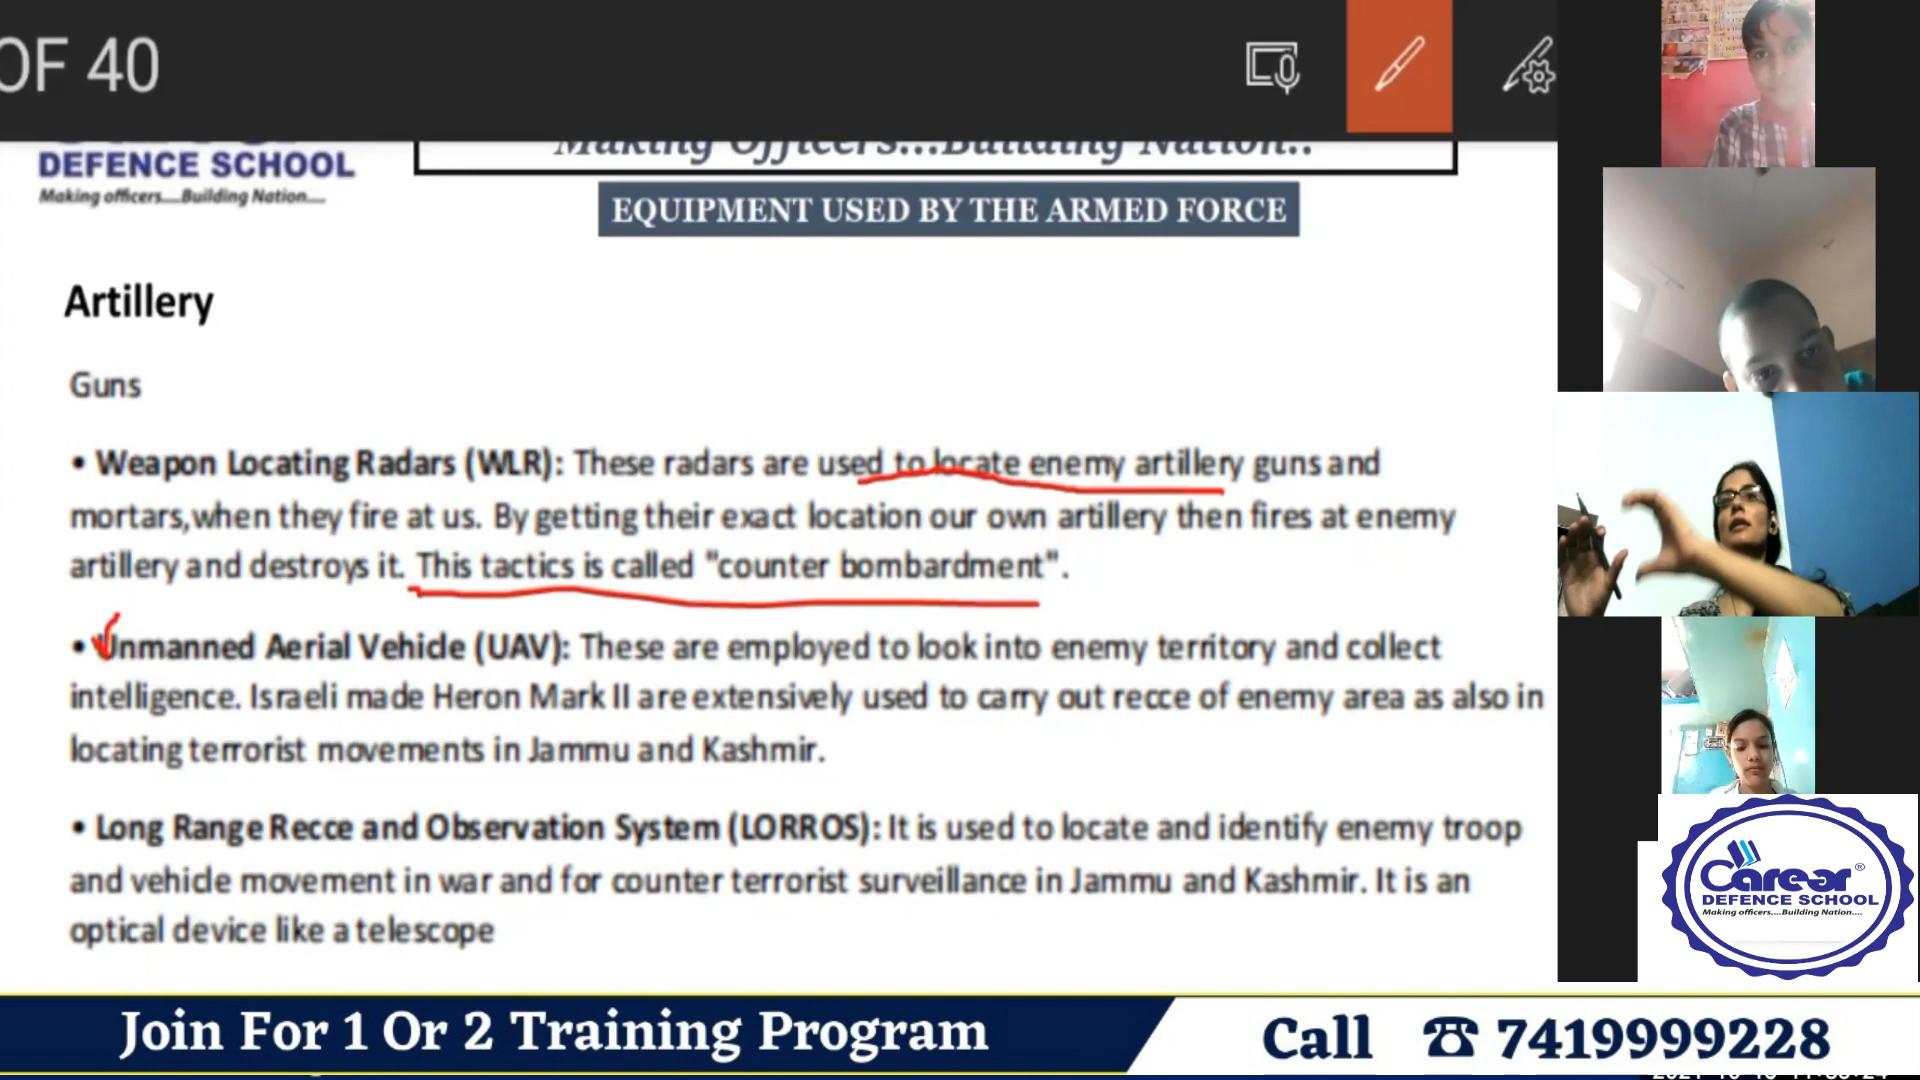 OF 40
DEFENCE SCHOOL
Making officers....Building Nation....
Making Officers...Building Nation..
EQUIPMENT USED BY THE ARMED FORCE
Artillery
Guns
• Weapon Locating Radars (WLR): These radars are used to locate enemy artillery guns and
mortars,when they fire at us. By getting their exact location our own artillery then fires at enemy
artillery and destroys it. This tactics is called "counter bombardment".
• Unmanned Aerial Vehicle (UAV): These are employed to look into enemy territory and collect
intelligence. Israeli made Heron Mark II are extensively used to carry out recce of enemy area as also in
locating terrorist movements in Jammu and Kashmir.
• Long Range Recce and Observation System (LORROS): It is used to locate and identify enemy troop
and vehicle movement in war and for counter terrorist surveillance in Jammu and Kashmir. It is an
optical device like a telescope
Carear ®
DEFENCE SCHOOL
Making officers....Building Nation....
Join For 1 Or 2 Training Program
Call ☎ 7419999228